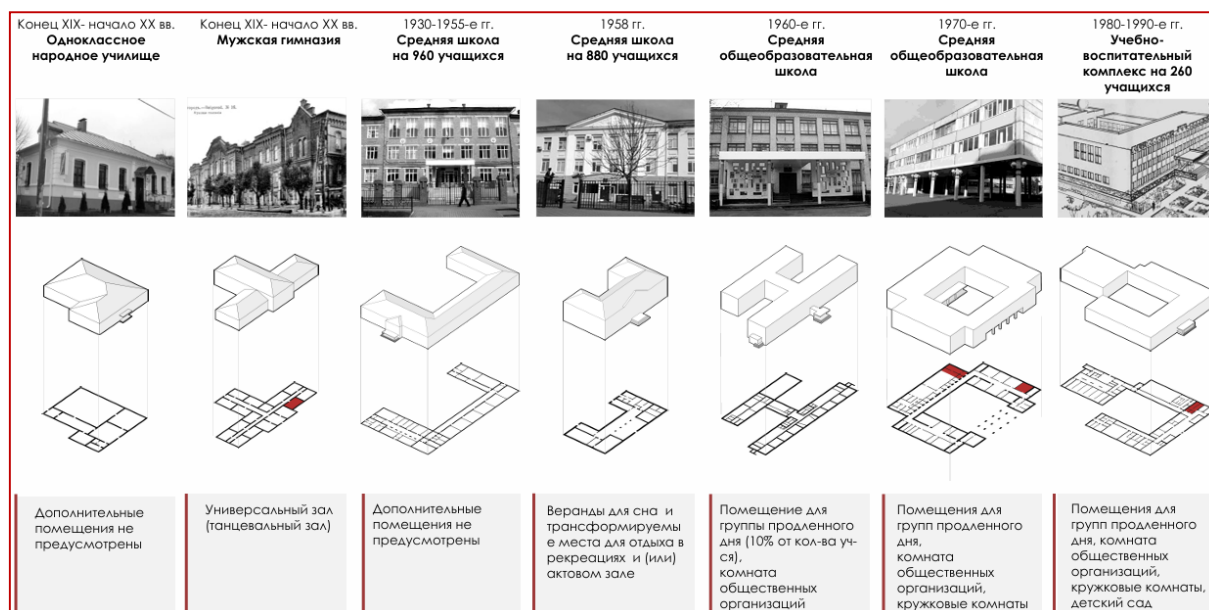 Конец XIX- начало XX вв.
Одноклассное
народное училище
Конец XIX- начало XX вв.
Мужская гимназия
1930-1955-е гг.
Средняя школа
на 960 учащихся
1958 гг.
Средняя школа
на 880 учащихся
1960-е гг.
Средняя
общеобразовательная
школа
1970-е гг.
Средняя
общеобразовательная
школа
1980-1990-е гг.
Учебно-
воспитательный
комплекс на 260
учащихся
Дополнительные
помещения не
предусмотрены
Универсальный зал
(танцевальный зал)
Дополнительные
помещения не
предусмотрены
Веранды для сна и
трансформируемы
е места для отдыха в
рекреациях и (или)
актовом зале
Помещение для
группы продленного
дня (10% от кол-ва уч-
ся),
комната
общественных
организаций
Помещения для
групп продленного
дня,
комната
общественных
организаций,
кружковые комнаты
Помещения для
групп продленного
дня, комната
общественных
организаций,
кружковые комнаты,
детский сад